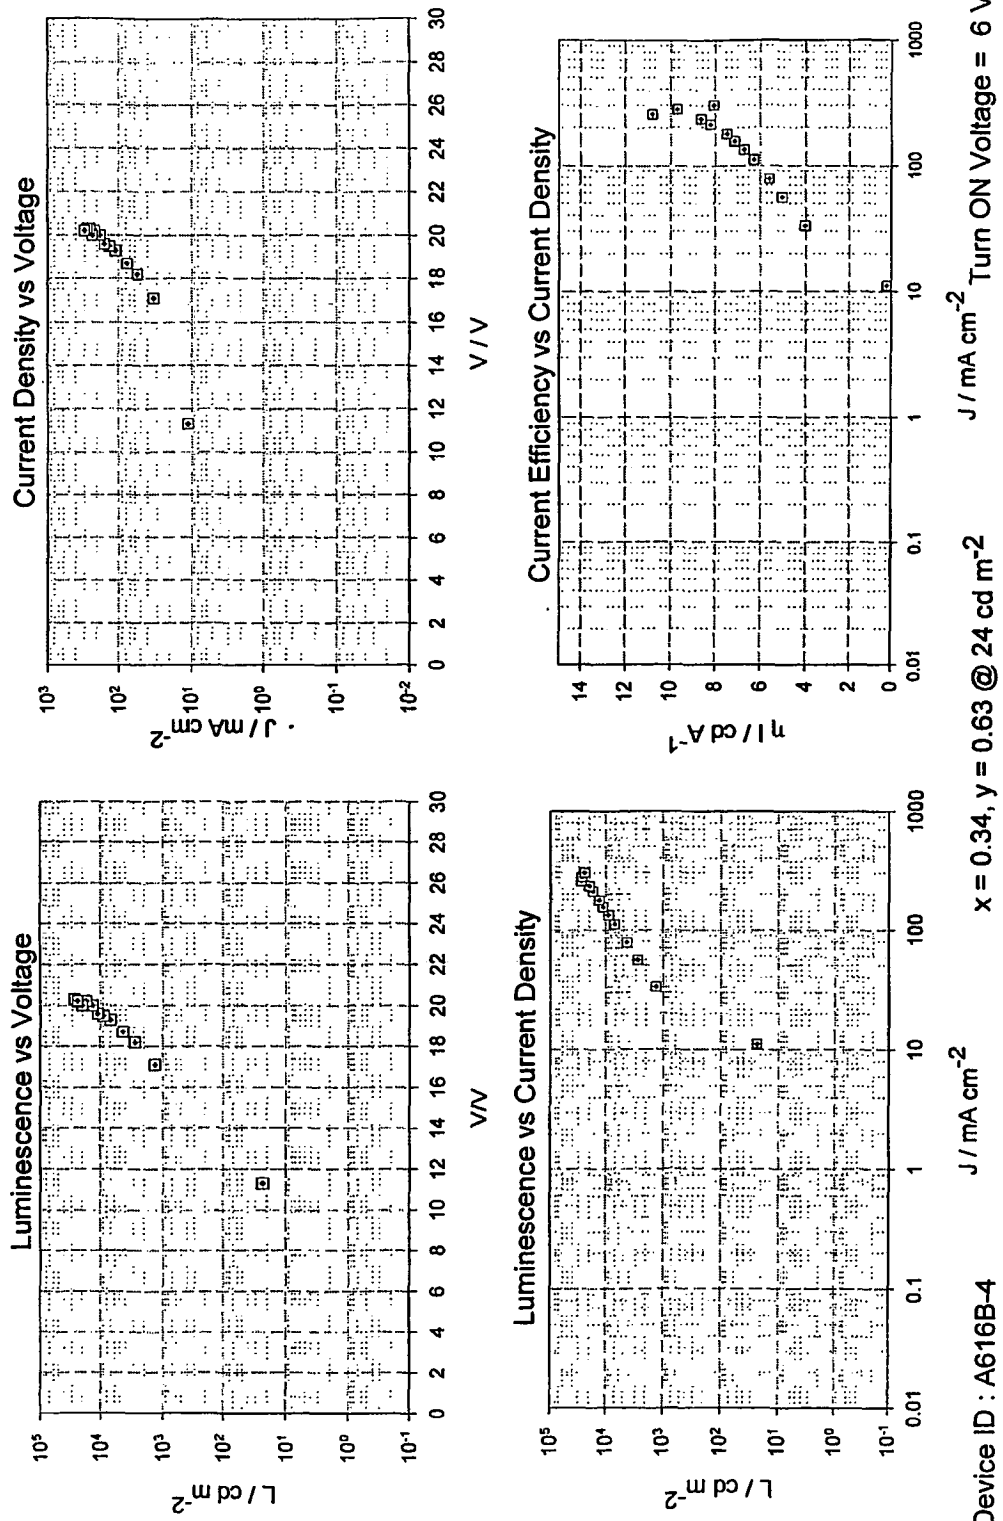 Luminescence vs Voltage
10⁵
10⁴
10³
10²
10¹
10⁰
10⁻¹
L / cd m⁻²
0 2 4 6 8 10 12 14 16 18 20 22 24 26 28 30
V/V
Current Density vs Voltage
10³
10²
10¹
10⁰
10⁻¹
10⁻²
J / mA cm⁻²
0 2 4 6 8 10 12 14 16 18 20 22 24 26 28 30
V / V
Luminescence vs Current Density
10⁵
10⁴
10³
10²
10¹
10⁰
10⁻¹
L / cd m⁻²
0.01 0.1 1 10 100 1000
J / mA cm⁻²
Current Efficiency vs Current Density
14
12
10
8
6
4
2
0
η I / cd A⁻¹
0.01 0.1 1 10 100 1000
J / mA cm⁻²
Device ID : A616B-4 x = 0.34, y = 0.63 @ 24 cd m⁻² Turn ON Voltage = 6 V